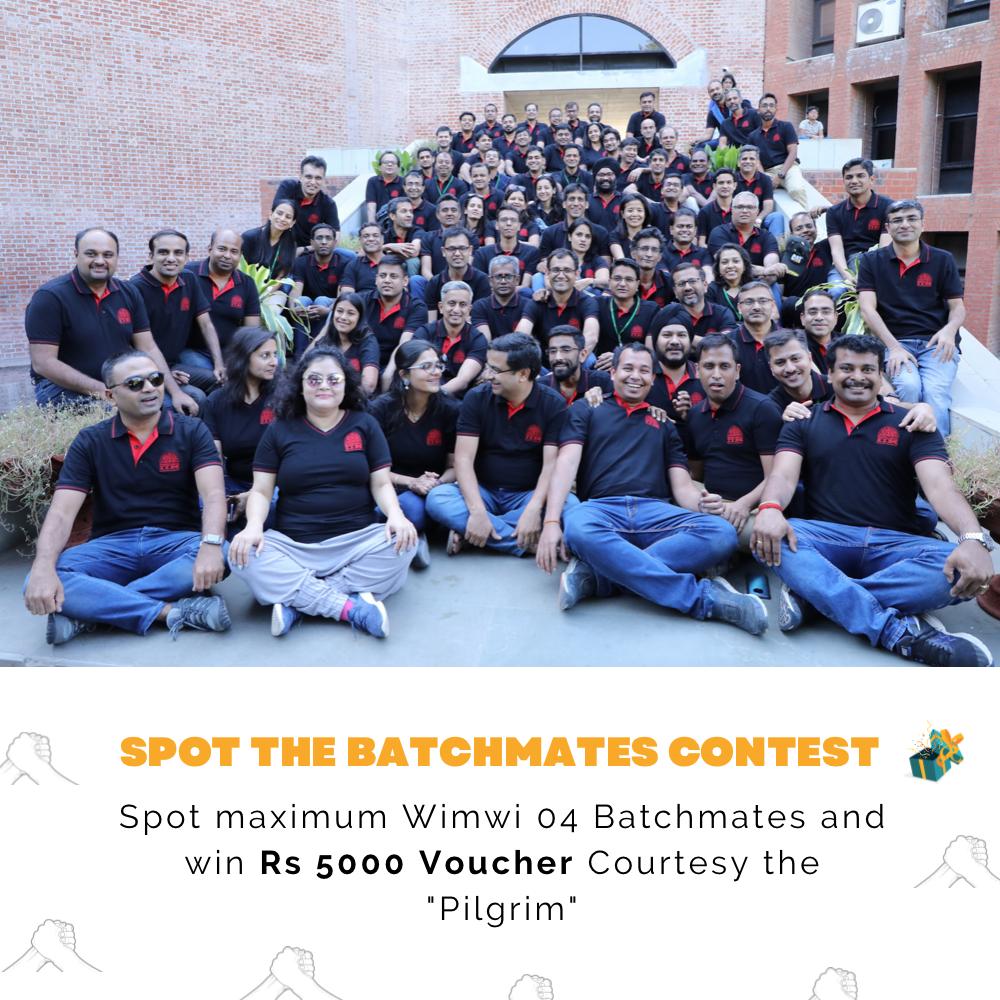 SPOT THE BATCHMATES CONTEST
Spot maximum Wimwi 04 Batchmates and
win Rs 5000 Voucher Courtesy the
"Pilgrim"